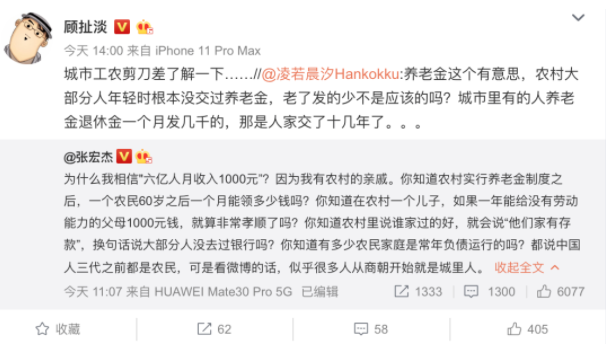 顾扯淡
今天 14:00 来自 iPhone 11 Pro Max
城市工农剪刀差了解一下……//@凌若晨汐Hankokku:养老金这个有意思，农村大
部分人年轻时根本没交过养老金，老了发的少不是应该的吗？城市里有的人养老
金退休金一个月发几千的，那是人家交了十几年了。。。
@张宏杰
为什么我相信“六亿人月收入1000元”？因为我有农村的亲戚。你知道农村实行养老金制度之
后，一个农民60岁之后一个月能领多少钱吗？你知道在农村一个儿子，如果一年能给没有劳动
能力的父母1000元钱，就算非常孝顺了吗？你知道农村里说谁家过的好，就会说“他们家有存
款”，换句话说大部分人没去过银行吗？你知道有多少农民家庭是常年负债运行的吗？都说中国
人三代之前都是农民，可是看微博的话，似乎很多人从商朝开始就是城里人。 收起全文
今天 11:07 来自 HUAWEI Mate30 Pro 5G 已编辑 1333 1300 6077
收藏 62 58 405